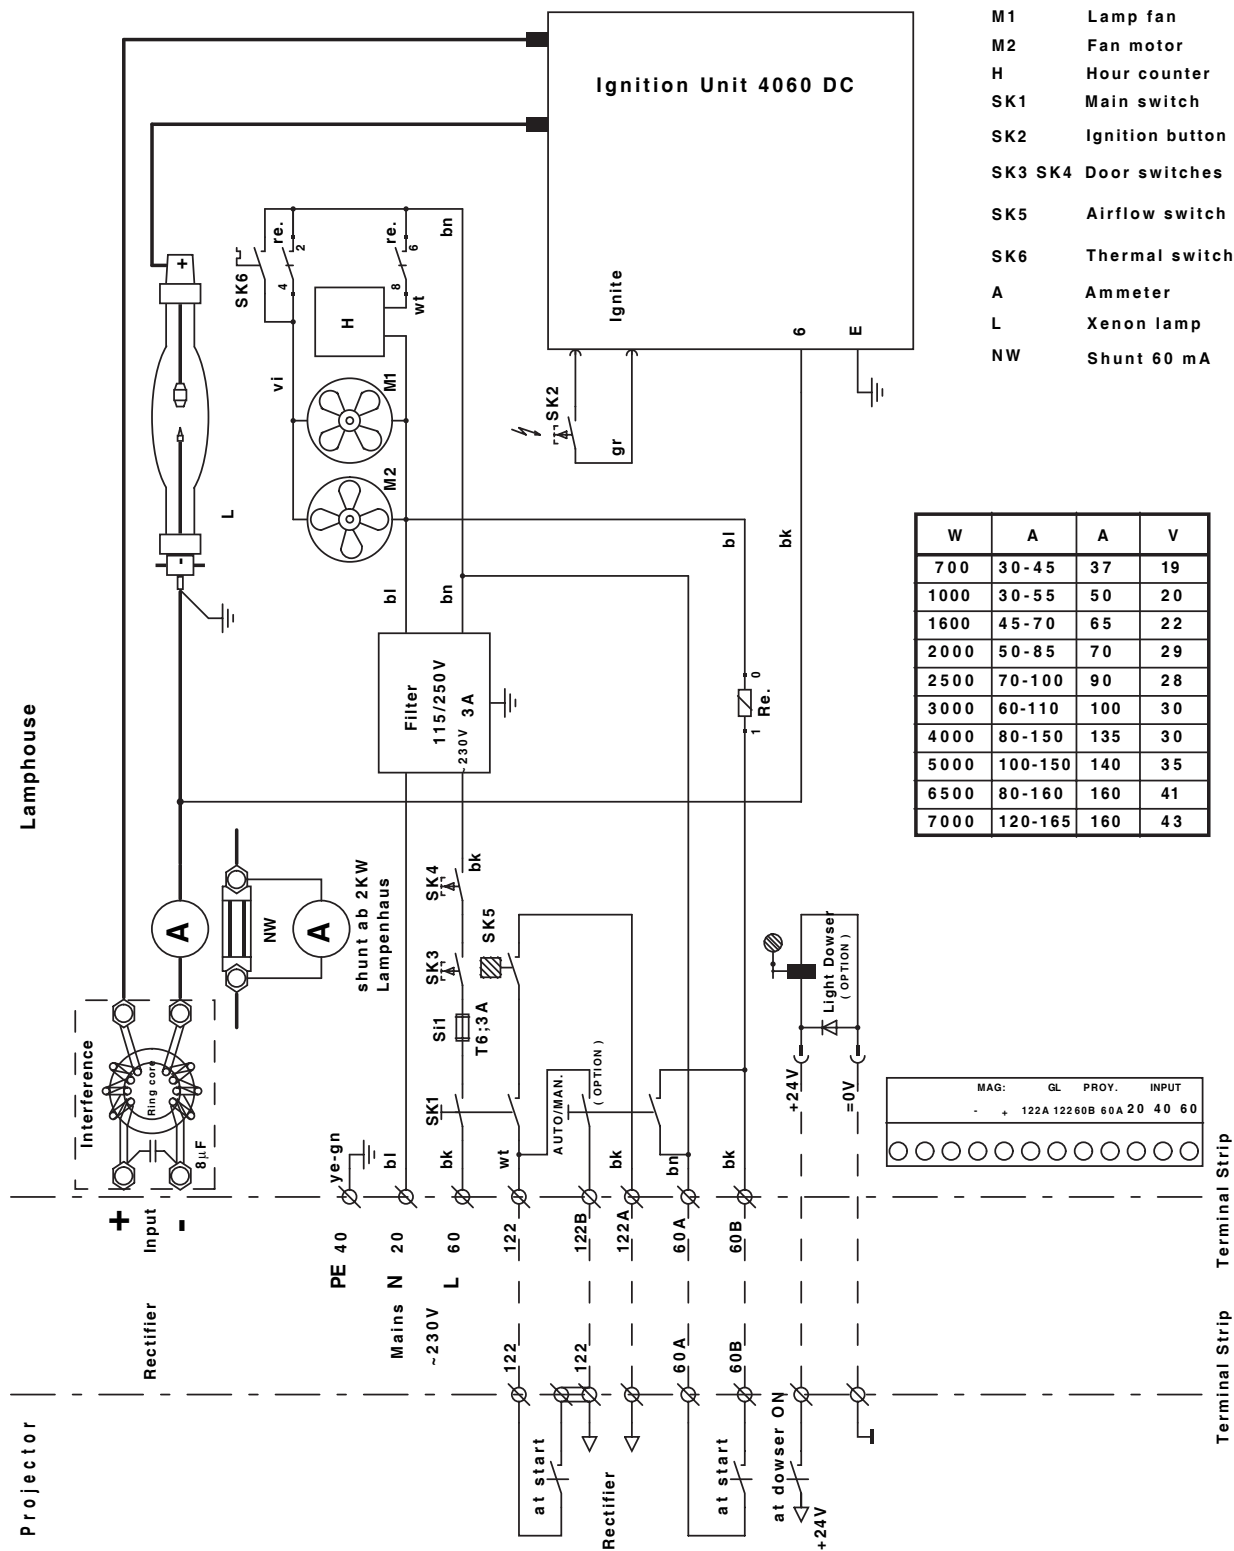 Ignition Unit 4060 DC
Ignite
6
E
M1 Lamp fan
M2 Fan motor
H Hour counter
SK1 Main switch
SK2 Ignition button
SK3 SK4 Door switches
SK5 Airflow switch
SK6 Thermal switch
A Ammeter
L Xenon lamp
NW Shunt 60 mA
W A A V
700 30-45 37 19
1000 30-55 50 20
1600 45-70 65 22
2000 50-85 70 29
2500 70-100 90 28
3000 60-110 100 30
4000 80-150 135 30
5000 100-150 140 35
6500 80-160 160 41
7000 120-165 160 43
+
-
L
SK6
re.
2
4
re.
6
8
bn
wt
H
vi
M1
M2
SK2
gr
bl
bn
bl
bk
Filter
115/250V
~230V 3A
0
Re.
1
Lamphouse
A
NW
A
shunt ab 2KW
Lampenhaus
SK4
bk
SK3
SK5
Si1
T6;3A
SK1
AUTO/MAN.
(OPTION)
Light Dowser
(OPTION)
+24V
=0V
Interference
Ring core
8µF
ye-gn
bl
bk
wt
bk
bn
bk
MAG: GL PROY. INPUT
- + 122A 122 60B 60A 20 40 60
Terminal Strip
+
Input
-
PE 40
N 20
L 60
Mains
~230V
122
122B
122A
60A
60B
Rectifier
122
122
60A
60B
Terminal Strip
Projector
at start
Rectifier
at start
at dowser ON
+24V